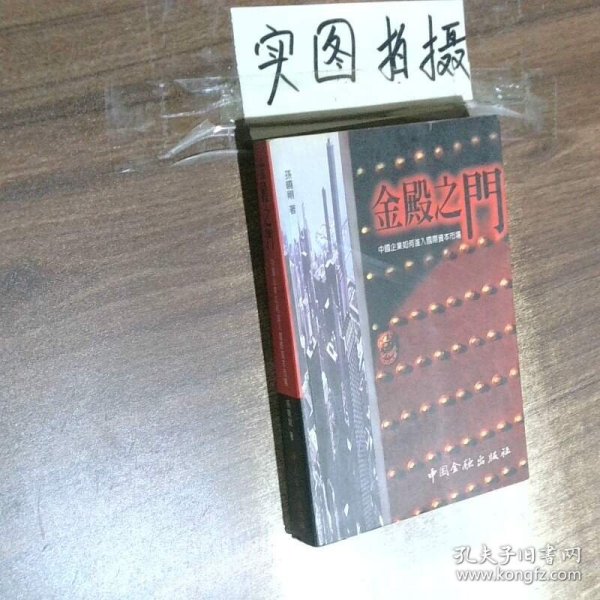 实图拍摄
金殿之門
中國企業如何進入國際資本市場
孫國明 著
中国金融出版社
孔夫子旧书网
www.kongfz.com